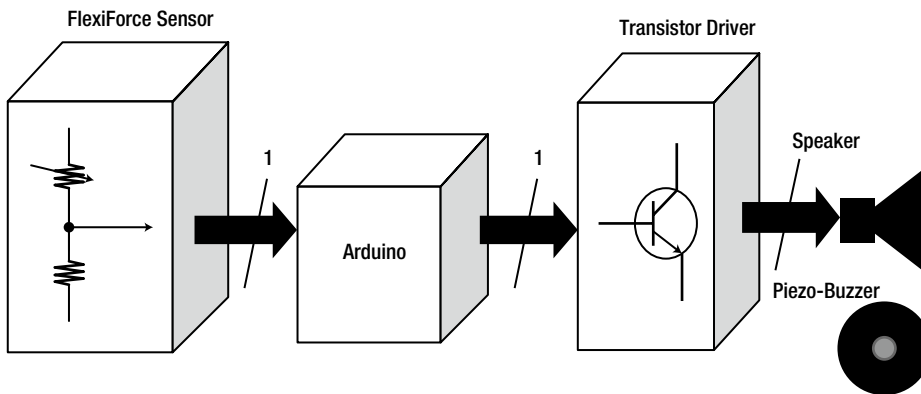 FlexiForce Sensor
Transistor Driver
1
1
Speaker
Arduino
Piezo-Buzzer